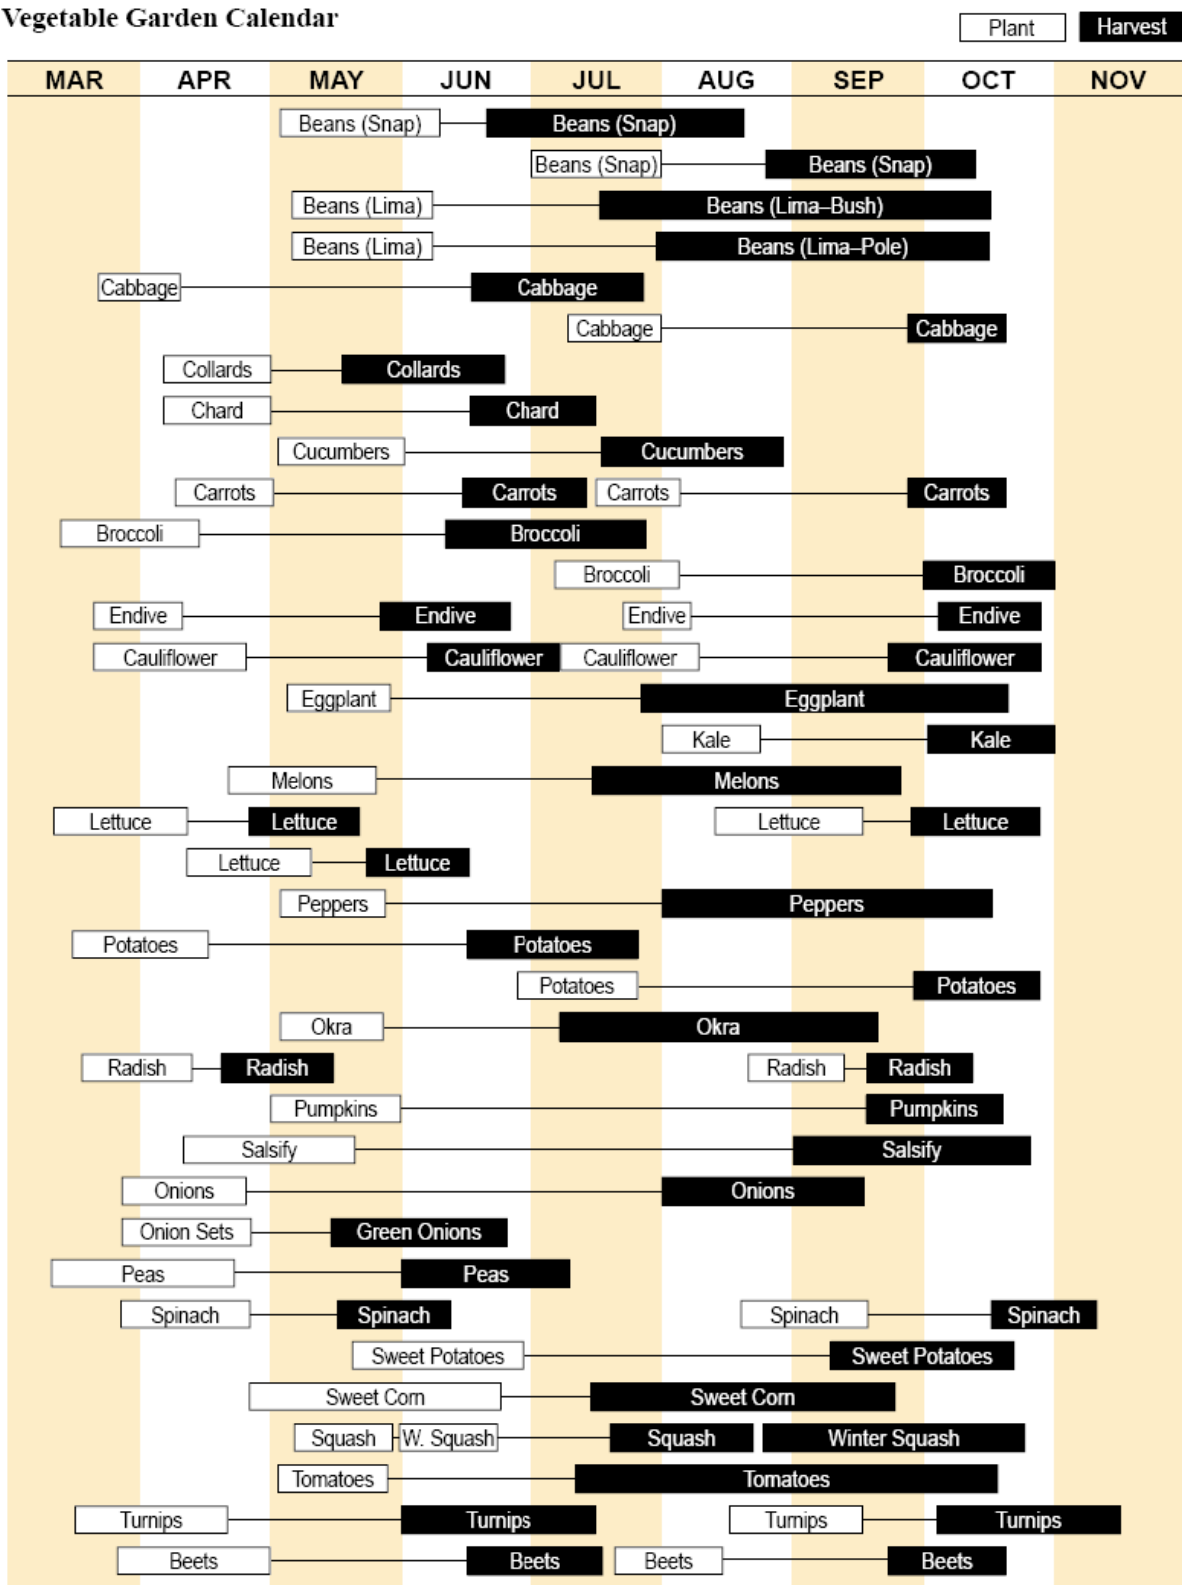 Vegetable Garden Calendar
Plant Harvest
MAR APR MAY JUN JUL AUG SEP OCT NOV
Beans (Snap) Beans (Snap)
Beans (Snap) Beans (Snap)
Beans (Lima) Beans (Lima–Bush)
Beans (Lima) Beans (Lima–Pole)
Cabbage Cabbage
Cabbage Cabbage
Collards Collards
Chard Chard
Cucumbers Cucumbers
Carrots Carrots Carrots Carrots
Broccoli Broccoli
Broccoli Broccoli
Endive Endive Endive Endive
Cauliflower Cauliflower Cauliflower Cauliflower
Eggplant Eggplant
Kale Kale
Melons Melons
Lettuce Lettuce Lettuce Lettuce
Lettuce Lettuce
Peppers Peppers
Potatoes Potatoes
Potatoes Potatoes
Okra Okra
Radish Radish Radish Radish
Pumpkins Pumpkins
Salsify Salsify
Onions Onions
Onion Sets Green Onions
Peas Peas
Spinach Spinach Spinach Spinach
Sweet Potatoes Sweet Potatoes
Sweet Corn Sweet Corn
Squash W. Squash Squash Winter Squash
Tomatoes Tomatoes
Turnips Turnips Turnips Turnips
Beets Beets Beets Beets